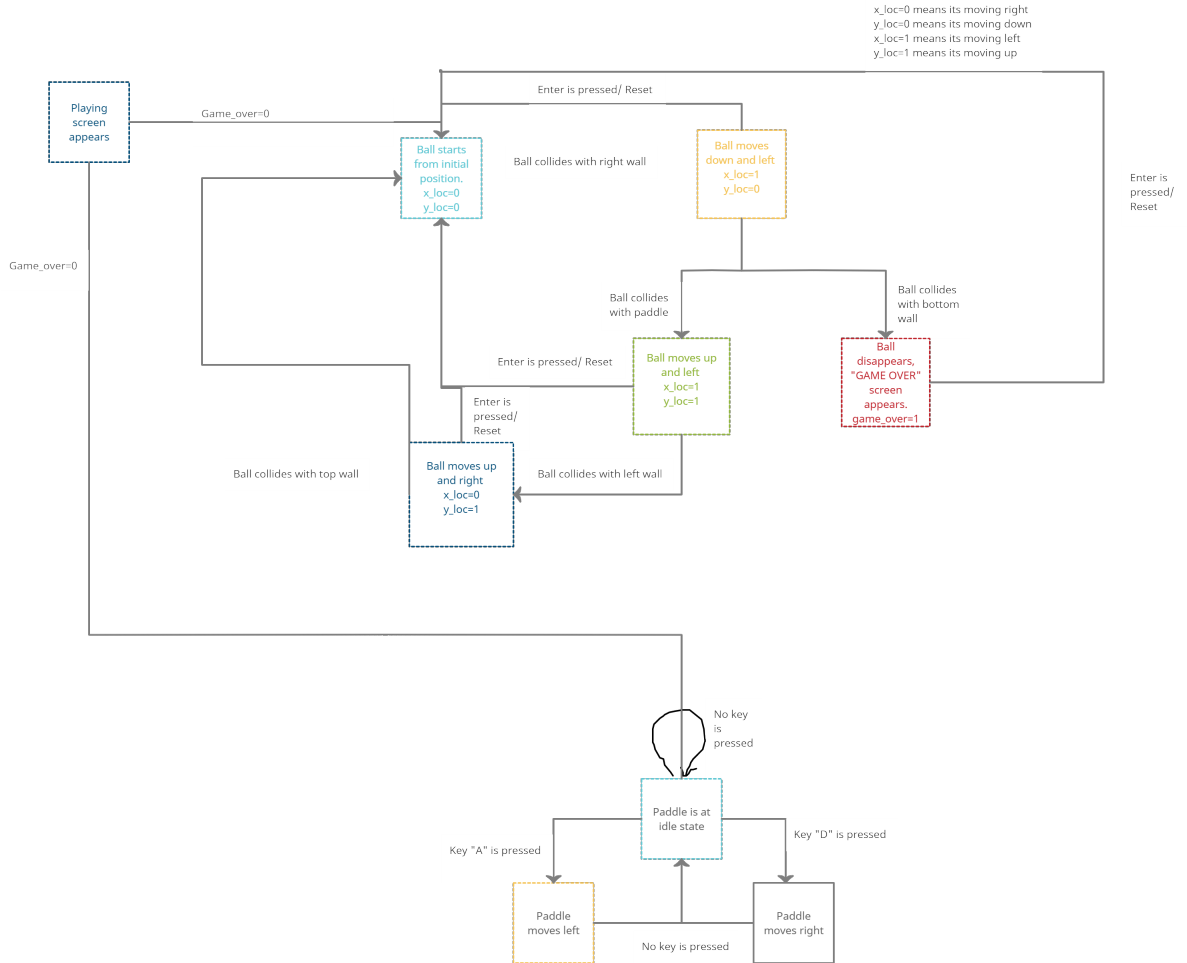 x_loc=0 means its moving right
y_loc=0 means its moving down
x_loc=1 means its moving left
y_loc=1 means its moving up
Enter is pressed/ Reset
Playing
screen
appears
Game_over=0
Ball starts
from initial
position.
x_loc=0
y_loc=0
Ball collides with right wall
Ball moves
down and left
x_loc=1
y_loc=0
Enter is
pressed/
Reset
Game_over=0
Ball collides
with paddle
Ball collides
with bottom
wall
Enter is pressed/ Reset
Ball moves up
and left
x_loc=1
y_loc=1
Ball
disappears,
"GAME OVER"
screen
appears.
game_over=1
Enter is
pressed/
Reset
Ball collides with top wall
Ball moves up
and right
x_loc=0
y_loc=1
Ball collides with left wall
No key
is
pressed
Paddle is at
idle state
Key "A" is pressed
Key "D" is pressed
Paddle
moves left
Paddle
moves right
No key is pressed